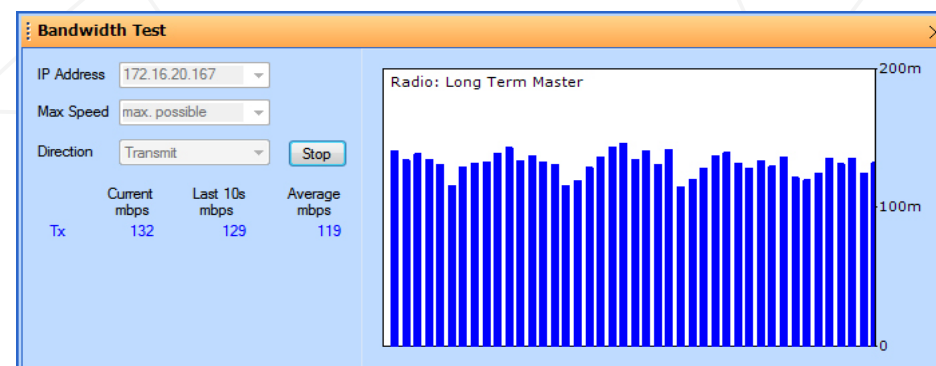 Bandwidth Test
IP Address 172.16.20.167
Max Speed max. possible
Direction Transmit Stop
Current Last 10s Average
mbps mbps mbps
Tx 132 129 119
Radio: Long Term Master
200m
100m
0